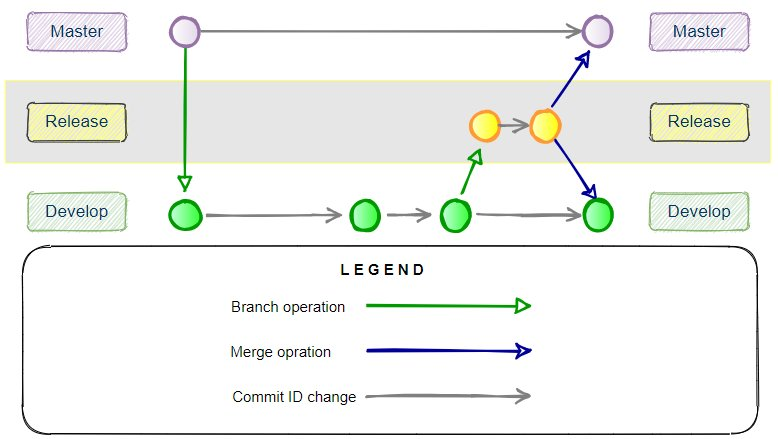 Master Master
Release Release
Develop Develop
LEGEND
Branch operation
Merge opration
Commit ID change